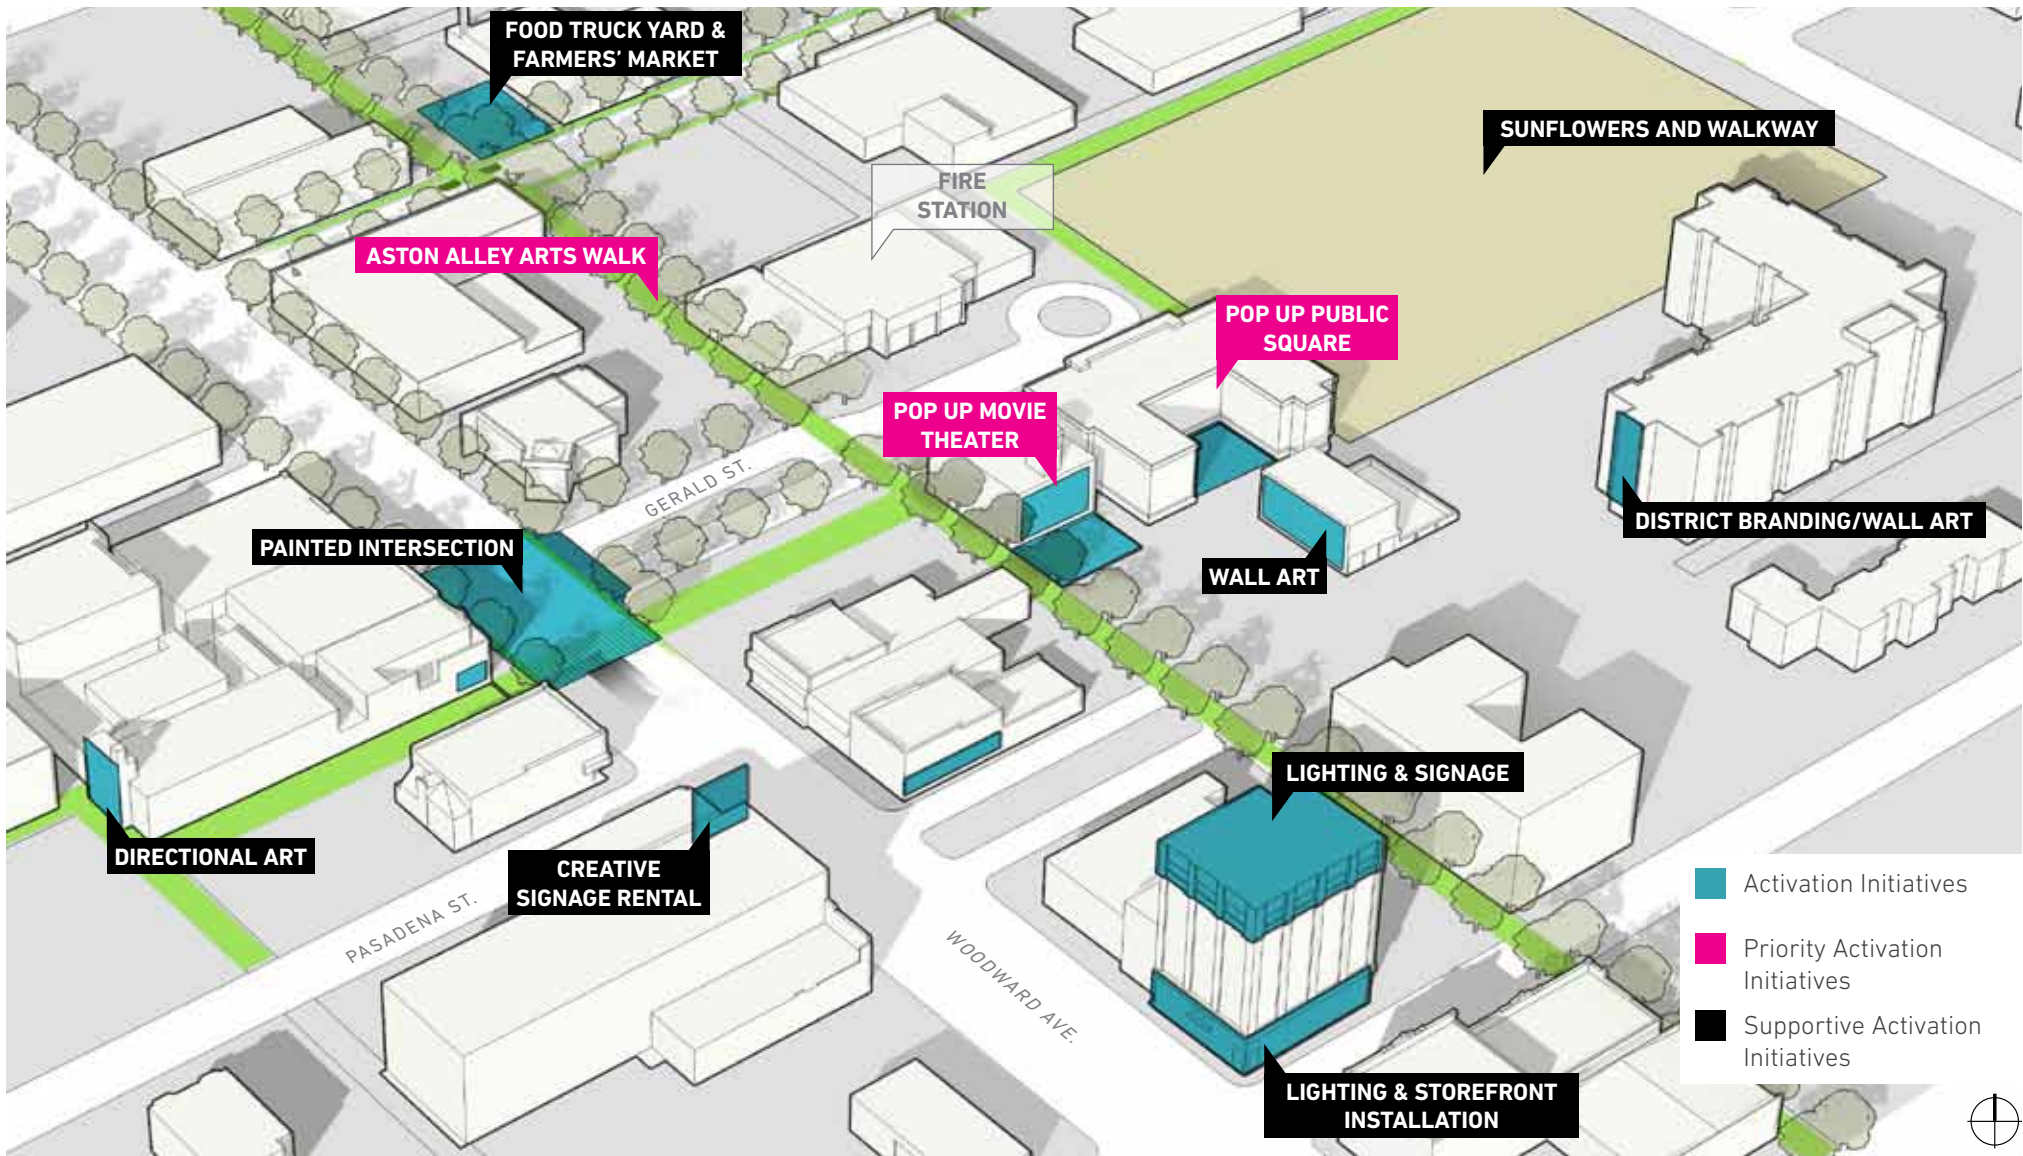 FOOD TRUCK YARD &
FARMERS' MARKET
SUNFLOWERS AND WALKWAY
FIRE
STATION
ASTON ALLEY ARTS WALK
POP UP PUBLIC
SQUARE
POP UP MOVIE
THEATER
GERALD ST.
DISTRICT BRANDING/WALL ART
PAINTED INTERSECTION
WALL ART
LIGHTING & SIGNAGE
DIRECTIONAL ART
CREATIVE
SIGNAGE RENTAL
PASADENA ST.
WOODWARD AVE.
Activation Initiatives
Priority Activation
Initiatives
Supportive Activation
Initiatives
LIGHTING & STOREFRONT
INSTALLATION